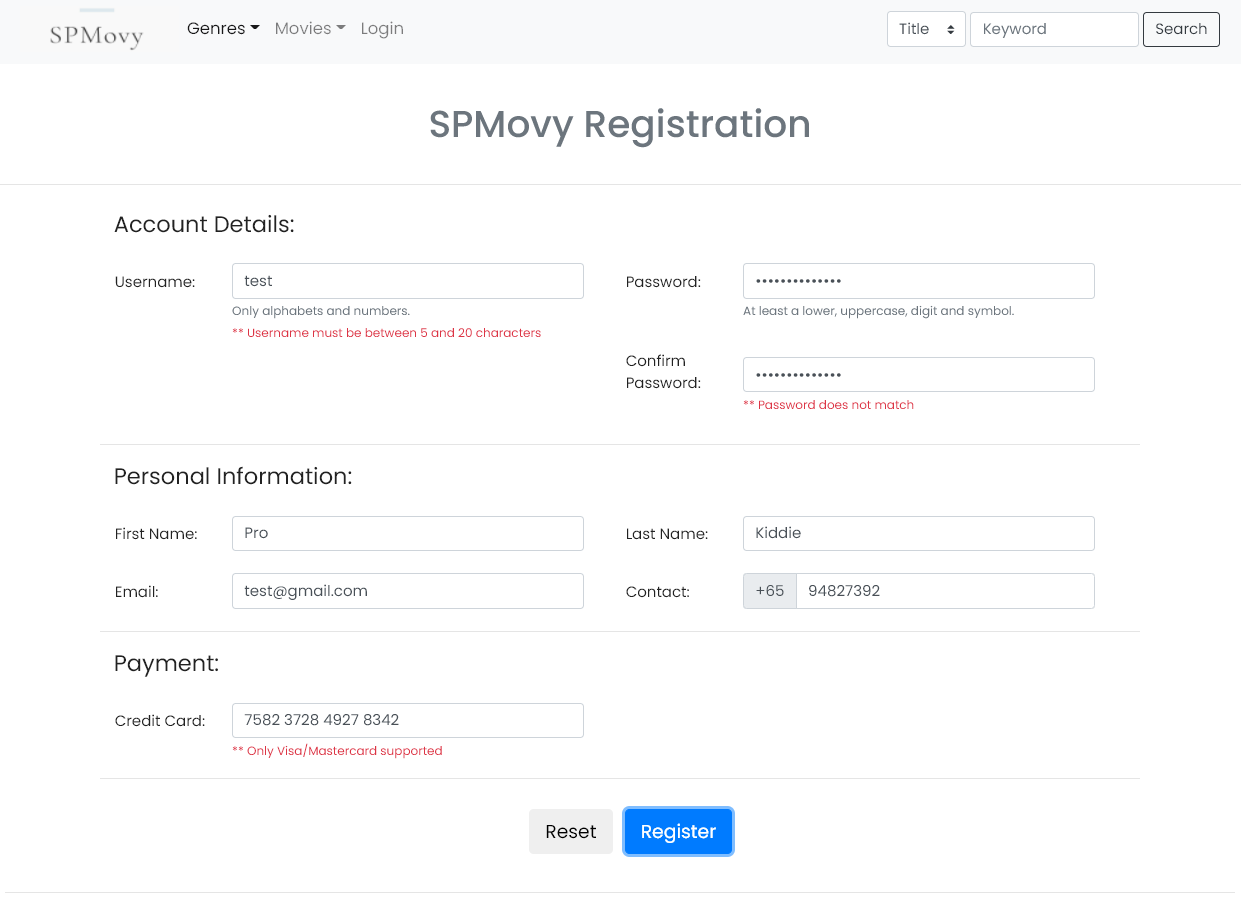 SPMovy Genres Movies Login Title Keyword Search
SPMovy Registration
Account Details:
Username: test
Only alphabets and numbers.
** Username must be between 5 and 20 characters
Password: ••••••••••••••
At least a lower, uppercase, digit and symbol.
Confirm
Password: ••••••••••••••
** Password does not match
Personal Information:
First Name: Pro
Last Name: Kiddie
Email: test@gmail.com
Contact: +65 94827392
Payment:
Credit Card: 7582 3728 4927 8342
** Only Visa/Mastercard supported
Reset Register